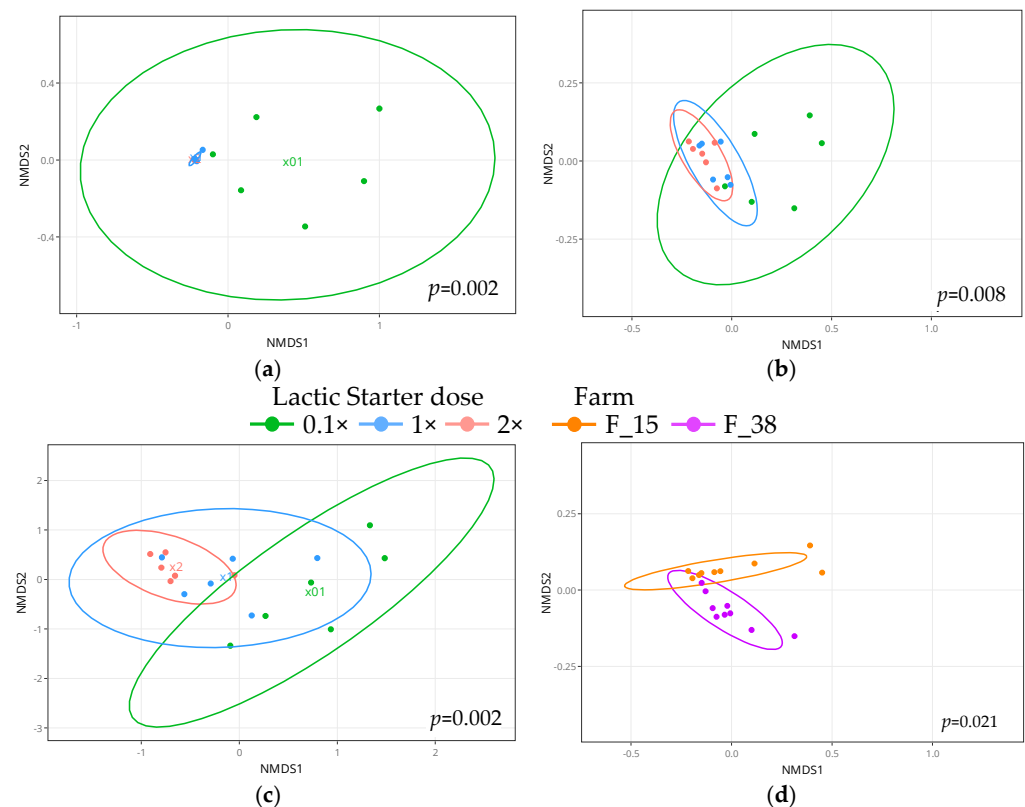 NMDS2
0.4
0.0
-0.4
x01
p=0.002
-1
0
1
NMDS1
(a)
NMDS2
0.25
0.00
-0.25
p=0.008
-0.5
0.0
0.5
1.0
NMDS1
(b)
Lactic Starter dose
0.1× 1× 2×
Farm
F_15 F_38
NMDS2
2
1
0
-1
-2
-3
x2
x1
x01
p=0.002
-1
0
1
2
NMDS1
(c)
NMDS2
0.25
0.00
-0.25
p=0.021
-0.5
0.0
0.5
1.0
NMDS1
(d)